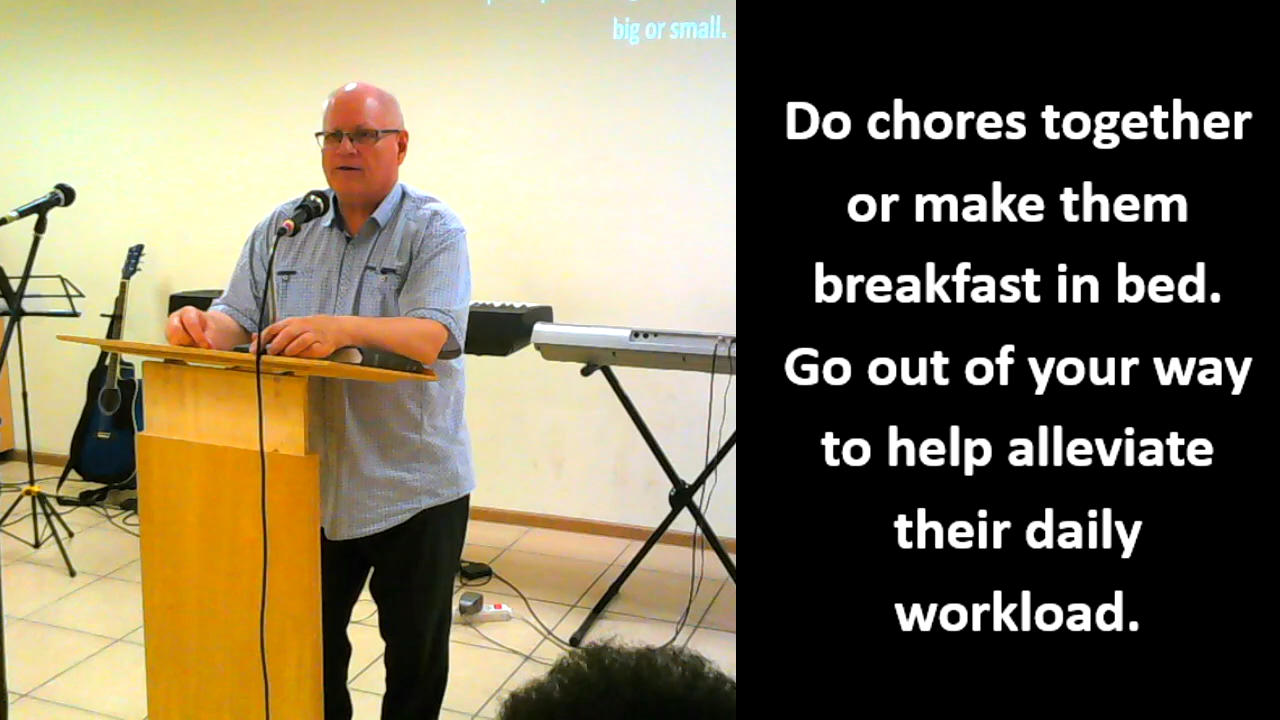 big or small.
Do chores together
or make them
breakfast in bed.
Go out of your way
to help alleviate
their daily
workload.